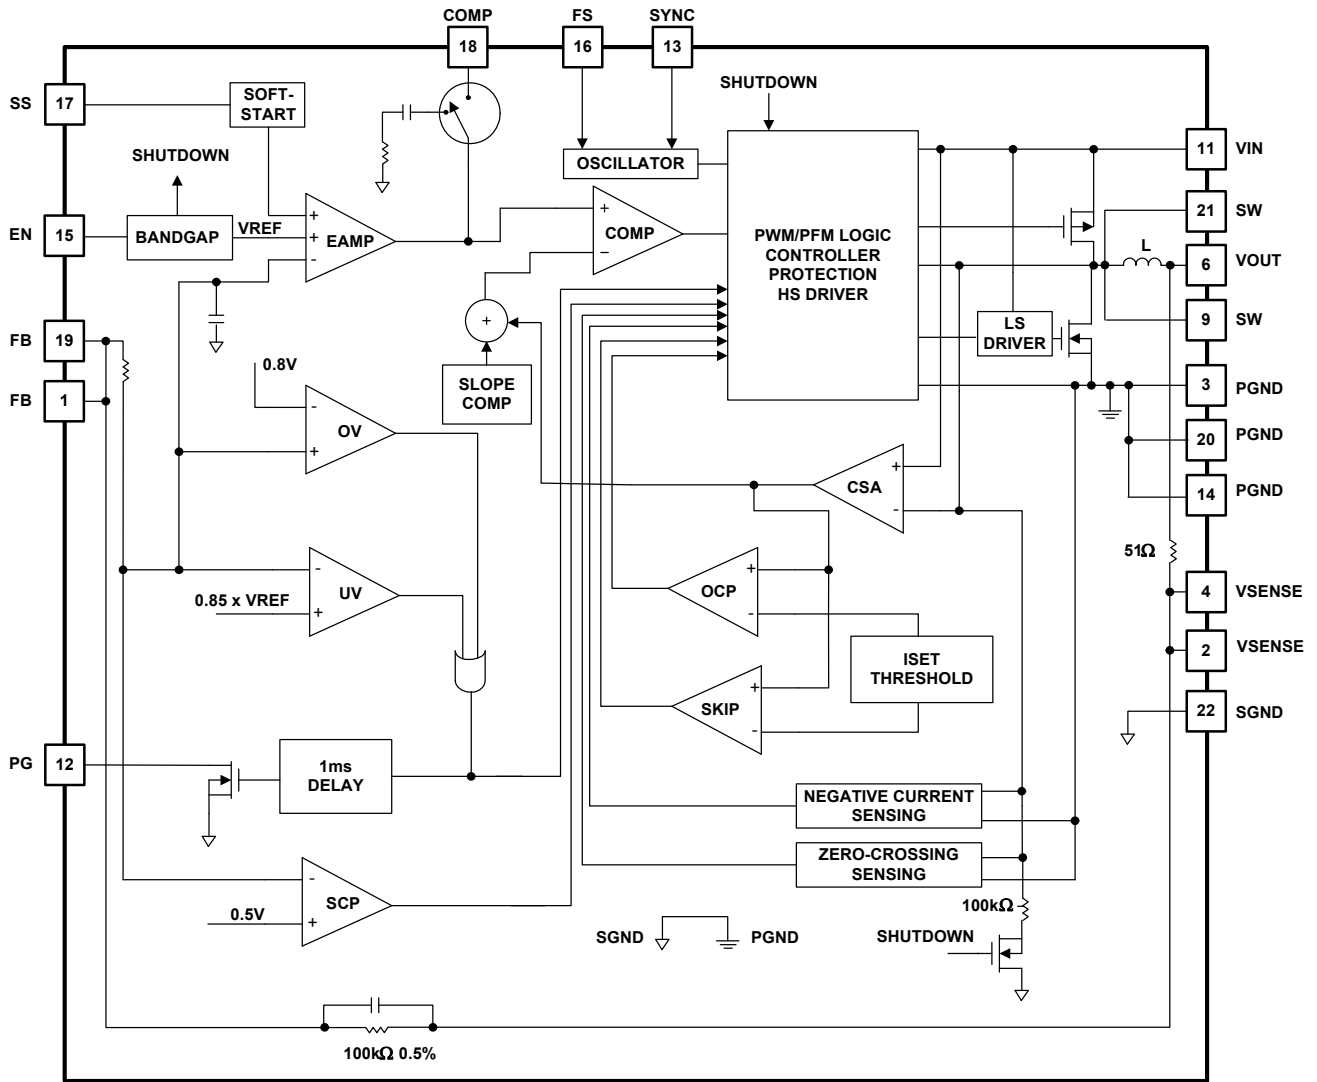 COMP
FS
SYNC
18
16
13
SS
17
SOFT-
START
SHUTDOWN
SHUTDOWN
OSCILLATOR
11
VIN
EN
15
BANDGAP
VREF
+
+
-
EAMP
+
−
COMP
PWM/PFM LOGIC
CONTROLLER
PROTECTION
HS DRIVER
21
SW
L
6
VOUT
+
LS
DRIVER
9
SW
FB
19
0.8V
SLOPE
COMP
3
PGND
FB
1
-
+
OV
20
PGND
CSA
+
-
14
PGND
51Ω
0.85 x VREF
-
+
UV
OCP
+
-
4
VSENSE
ISET
THRESHOLD
2
VSENSE
SKIP
+
-
22
SGND
PG
12
1ms
DELAY
NEGATIVE CURRENT
SENSING
ZERO-CROSSING
SENSING
0.5V
-
+
SCP
100kΩ
SGND
PGND
SHUTDOWN
100kΩ 0.5%